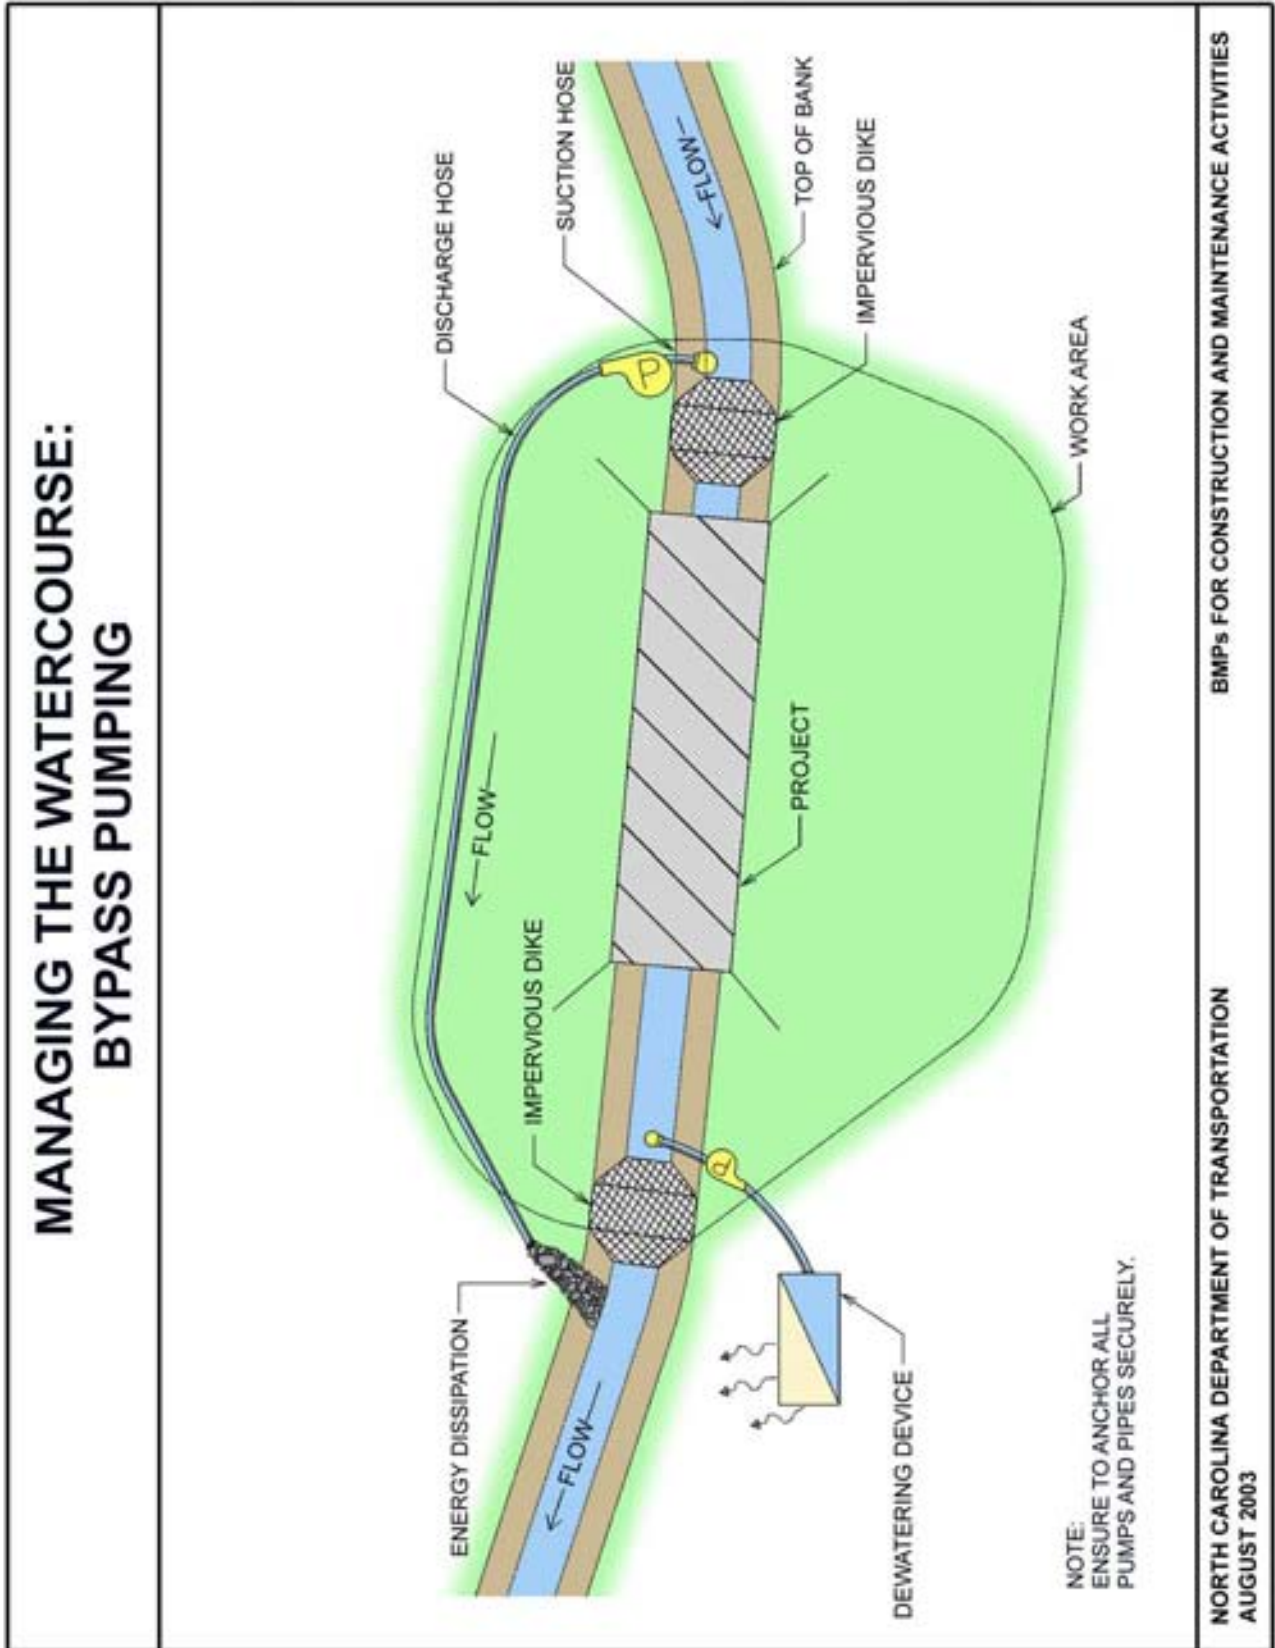 MANAGING THE WATERCOURSE:
BYPASS PUMPING
DISCHARGE HOSE
SUCTION HOSE
←FLOW
TOP OF BANK
IMPERVIOUS DIKE
P
WORK AREA
←FLOW
PROJECT
IMPERVIOUS DIKE
P
ENERGY DISSIPATION
←FLOW
DEWATERING DEVICE
NOTE:
ENSURE TO ANCHOR ALL
PUMPS AND PIPES SECURELY.
NORTH CAROLINA DEPARTMENT OF TRANSPORTATION
AUGUST 2003
BMPs FOR CONSTRUCTION AND MAINTENANCE ACTIVITIES